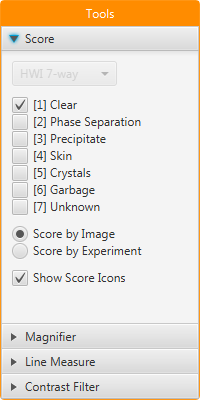 Tools
Score
HWI 7-way
[1] Clear
[2] Phase Separation
[3] Precipitate
[4] Skin
[5] Crystals
[6] Garbage
[7] Unknown
Score by Image
Score by Experiment
Show Score Icons
Magnifier
Line Measure
Contrast Filter